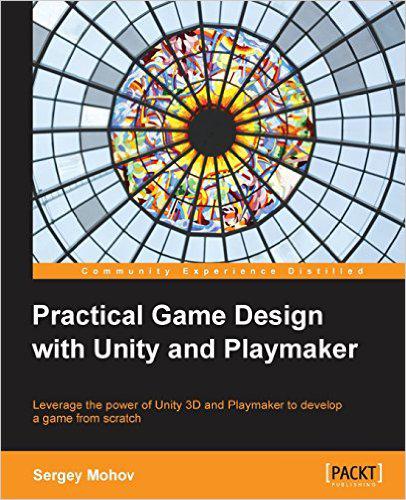 Community Experience Distilled
Practical Game Design
with Unity and Playmaker
Leverage the power of Unity 3D and Playmaker to develop
a game from scratch
Sergey Mohov
[PACKT]
PUBLISHING